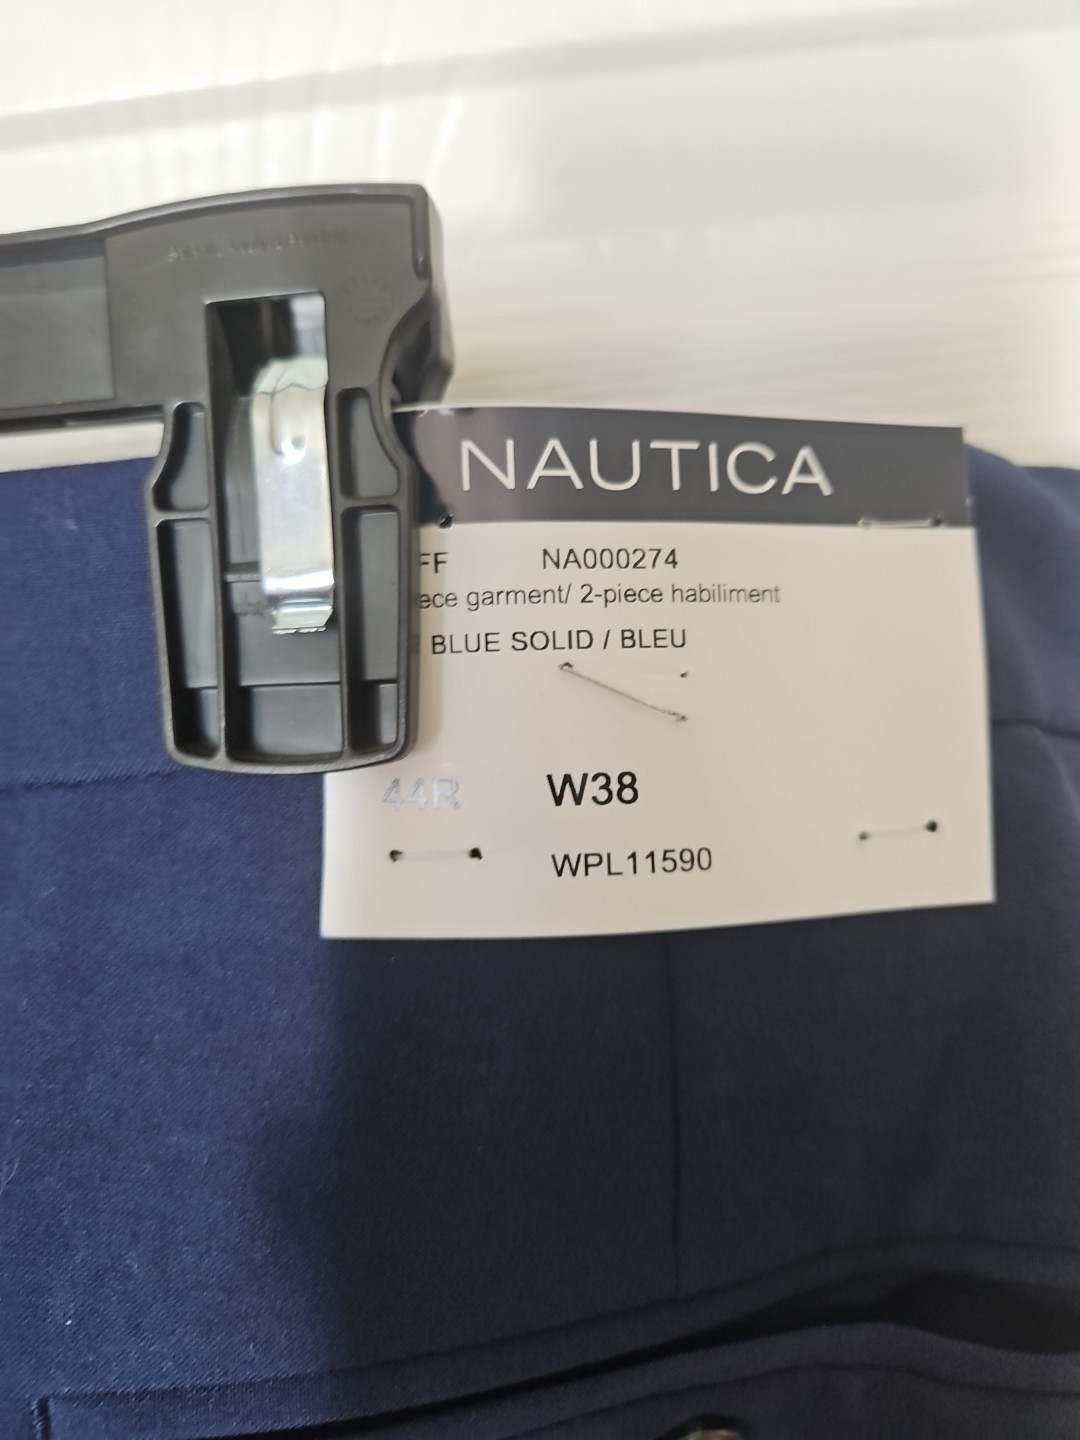 NAUTICA
FF NA000274
ece garment/ 2-piece habiliment
BLUE SOLID / BLEU
44R W38
WPL11590